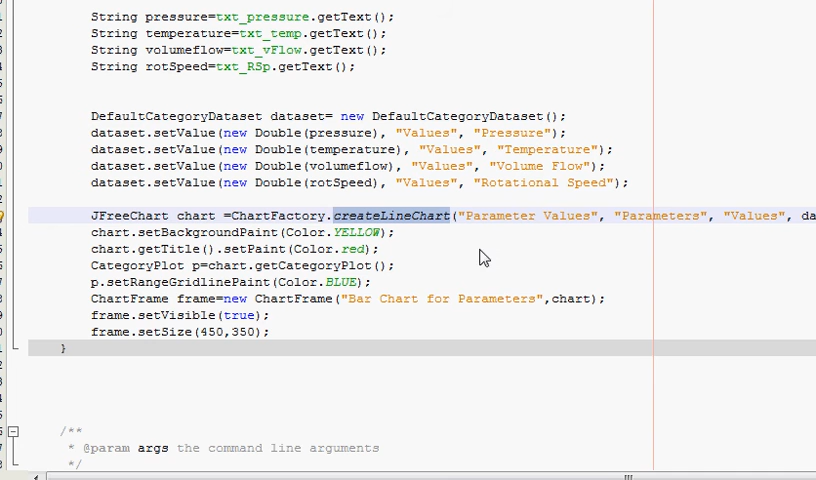 String pressure=txt_pressure.getText();
String temperature=txt_temp.getText();
String volumeflow=txt_vFlow.getText();
String rotSpeed=txt_RSp.getText();
DefaultCategoryDataset dataset= new DefaultCategoryDataset();
dataset.setValue(new Double(pressure), "Values", "Pressure");
dataset.setValue(new Double(temperature), "Values", "Temperature");
dataset.setValue(new Double(volumeflow), "Values", "Volume Flow");
dataset.setValue(new Double(rotSpeed), "Values", "Rotational Speed");
JFreeChart chart =ChartFactory.createLineChart("Parameter Values", "Parameters", "Values", da
chart.setBackgroundPaint(Color.YELLOW);
chart.getTitle().setPaint(Color.red);
CategoryPlot p=chart.getCategoryPlot();
p.setRangeGridlinePaint(Color.BLUE);
ChartFrame frame=new ChartFrame("Bar Chart for Parameters",chart);
frame.setVisible(true);
frame.setSize(450,350);
}
/**
* @param args the command line arguments
*/